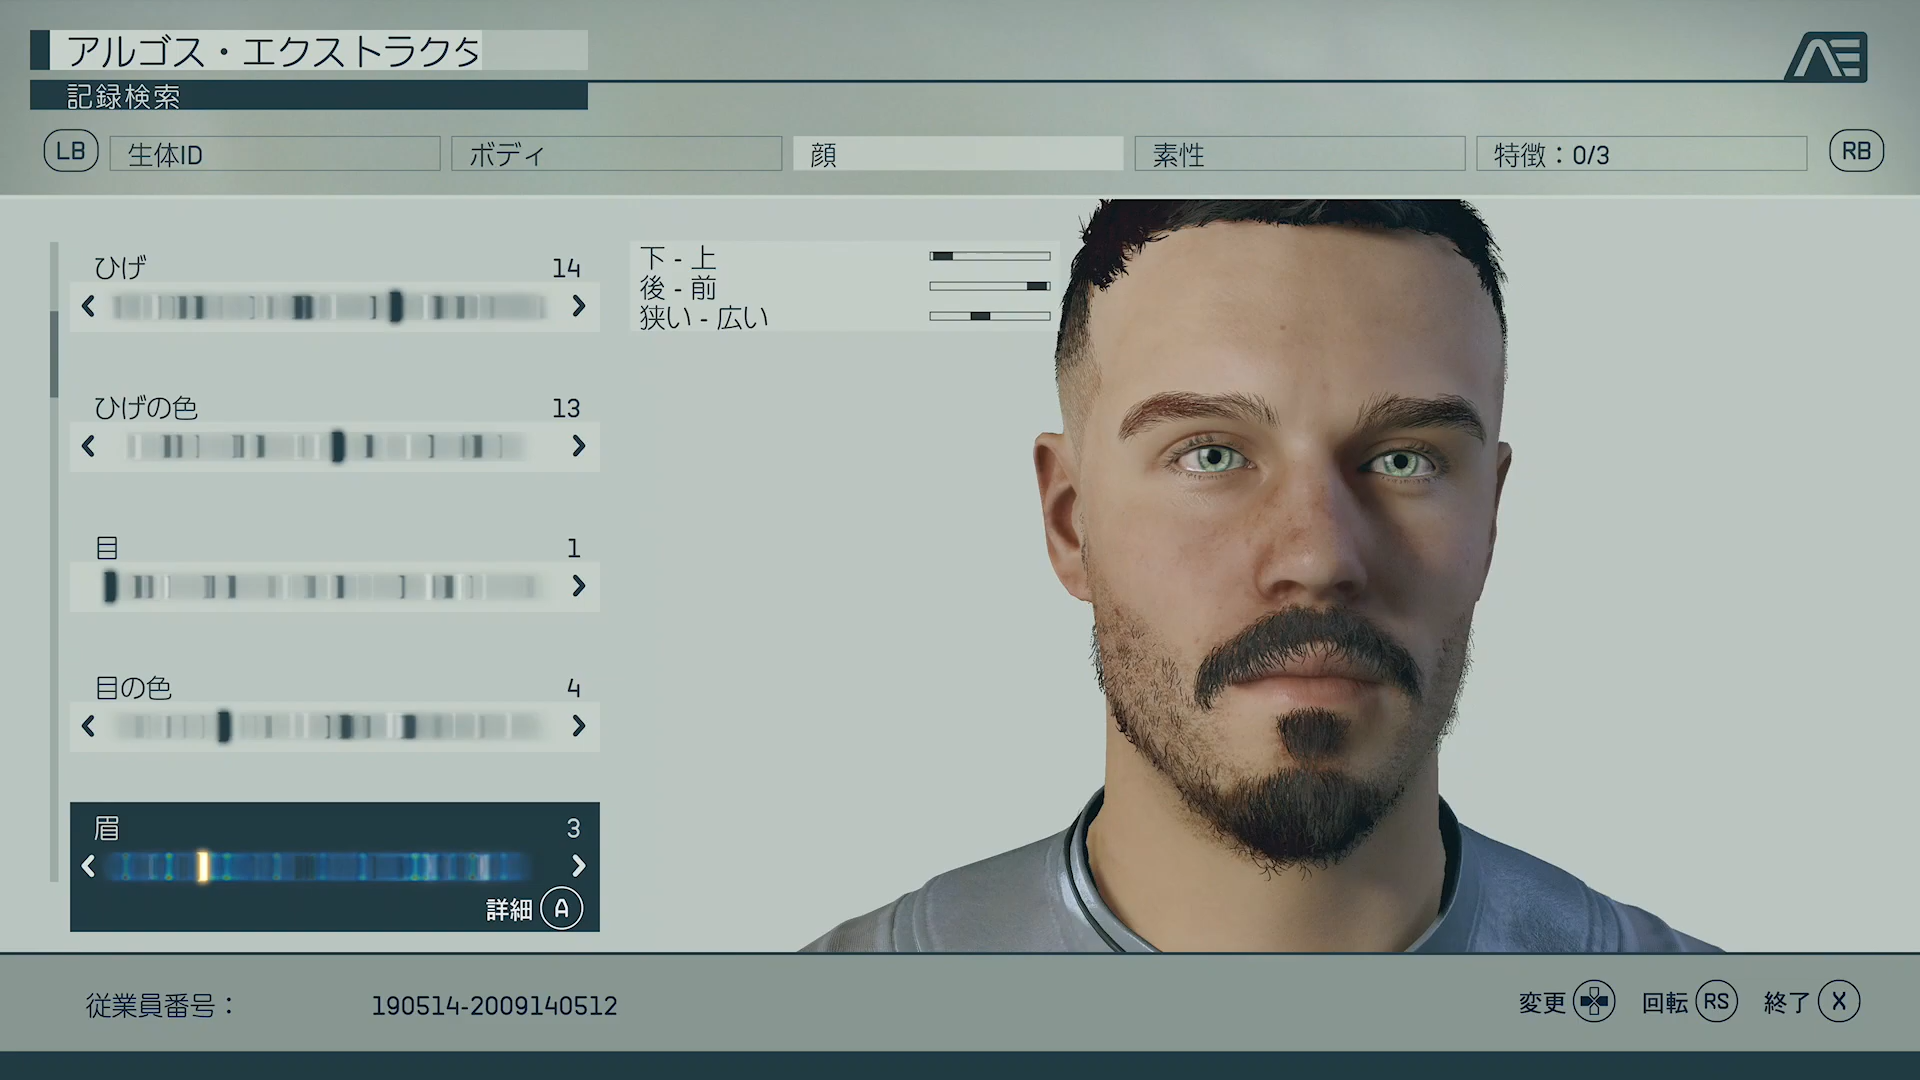 アルゴス・エクストラクタ
記録検索
LB
生体ID
ボディ
顔
素性
特徴：0/3
RB
ひげ 14
ひげの色 13
目 1
目の色 4
眉 3
詳細 A
下 - 上
後 - 前
狭い - 広い
従業員番号： 190514-2009140512
変更 回転 RS 終了 X